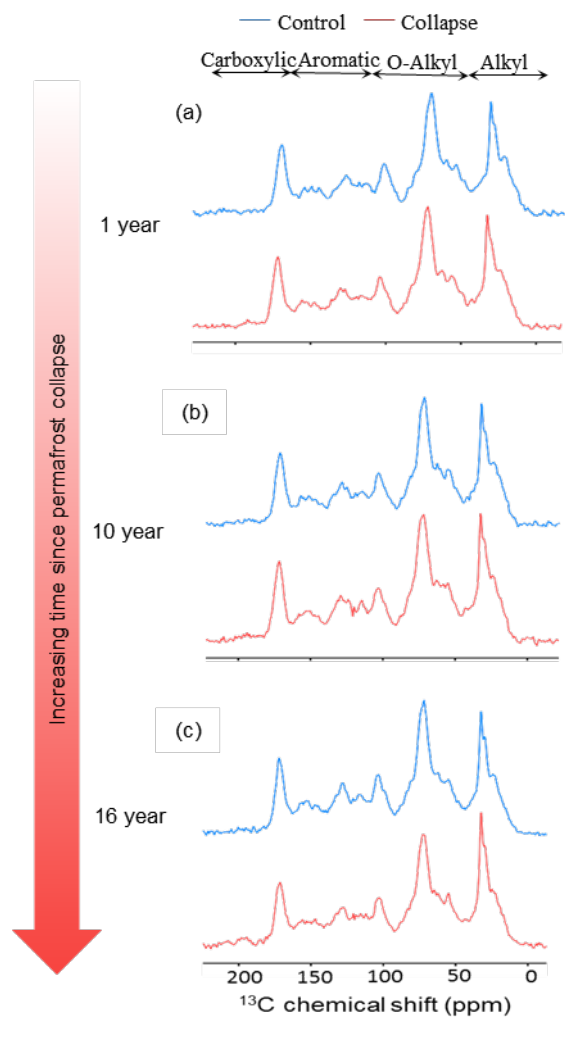 Control Collapse
Carboxylic Aromatic O-Alkyl Alkyl
(a)
1 year
Increasing time since permafrost collapse
(b)
10 year
(c)
16 year
200 150 100 50 0
¹³C chemical shift (ppm)